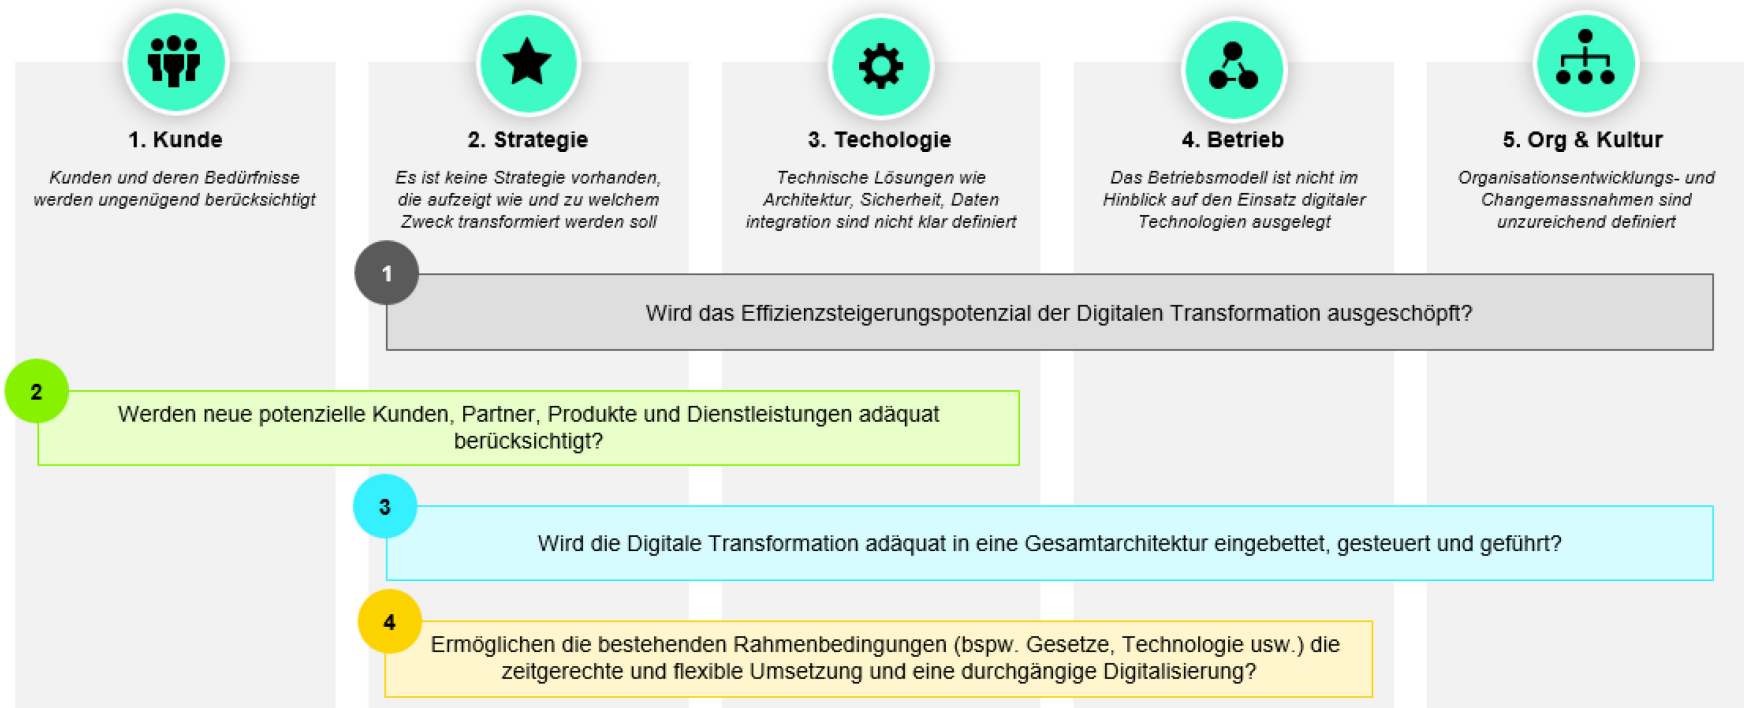 1. Kunde
Kunden und deren Bedürfnisse
werden ungenügend berücksichtigt
2. Strategie
Es ist keine Strategie vorhanden,
die aufzeigt wie und zu welchem
Zweck transformiert werden soll
3. Techologie
Technische Lösungen wie
Architektur, Sicherheit, Daten
integration sind nicht klar definiert
4. Betrieb
Das Betriebsmodell ist nicht im
Hinblick auf den Einsatz digitaler
Technologien ausgelegt
5. Org & Kultur
Organisationsentwicklungs- und
Changemassnahmen sind
unzureichend definiert
1
Wird das Effizienzsteigerungspotenzial der Digitalen Transformation ausgeschöpft?
2
Werden neue potenzielle Kunden, Partner, Produkte und Dienstleistungen adäquat
berücksichtigt?
3
Wird die Digitale Transformation adäquat in eine Gesamtarchitektur eingebettet, gesteuert und geführt?
4
Ermöglichen die bestehenden Rahmenbedingungen (bspw. Gesetze, Technologie usw.) die
zeitgerechte und flexible Umsetzung und eine durchgängige Digitalisierung?